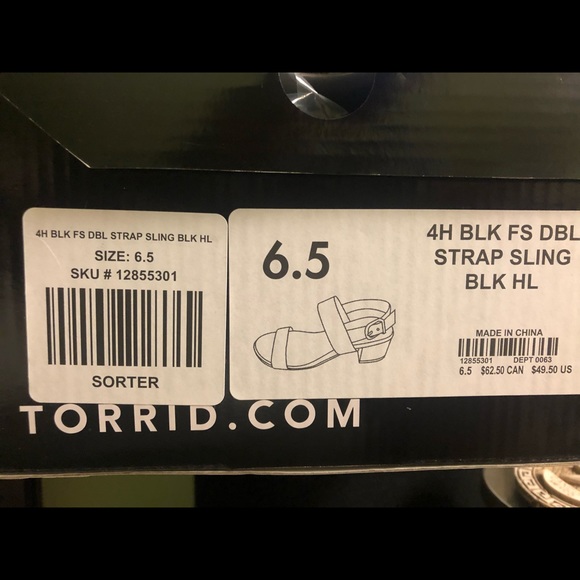 4H BLK FS DBL STRAP SLING BLK HL
SIZE: 6.5
SKU # 12855301
SORTER
6.5
4H BLK FS DBL
STRAP SLING
BLK HL
MADE IN CHINA
12855301 DEPT 0063
6.5 $62.50 CAN $49.50 US
TORRID.COM